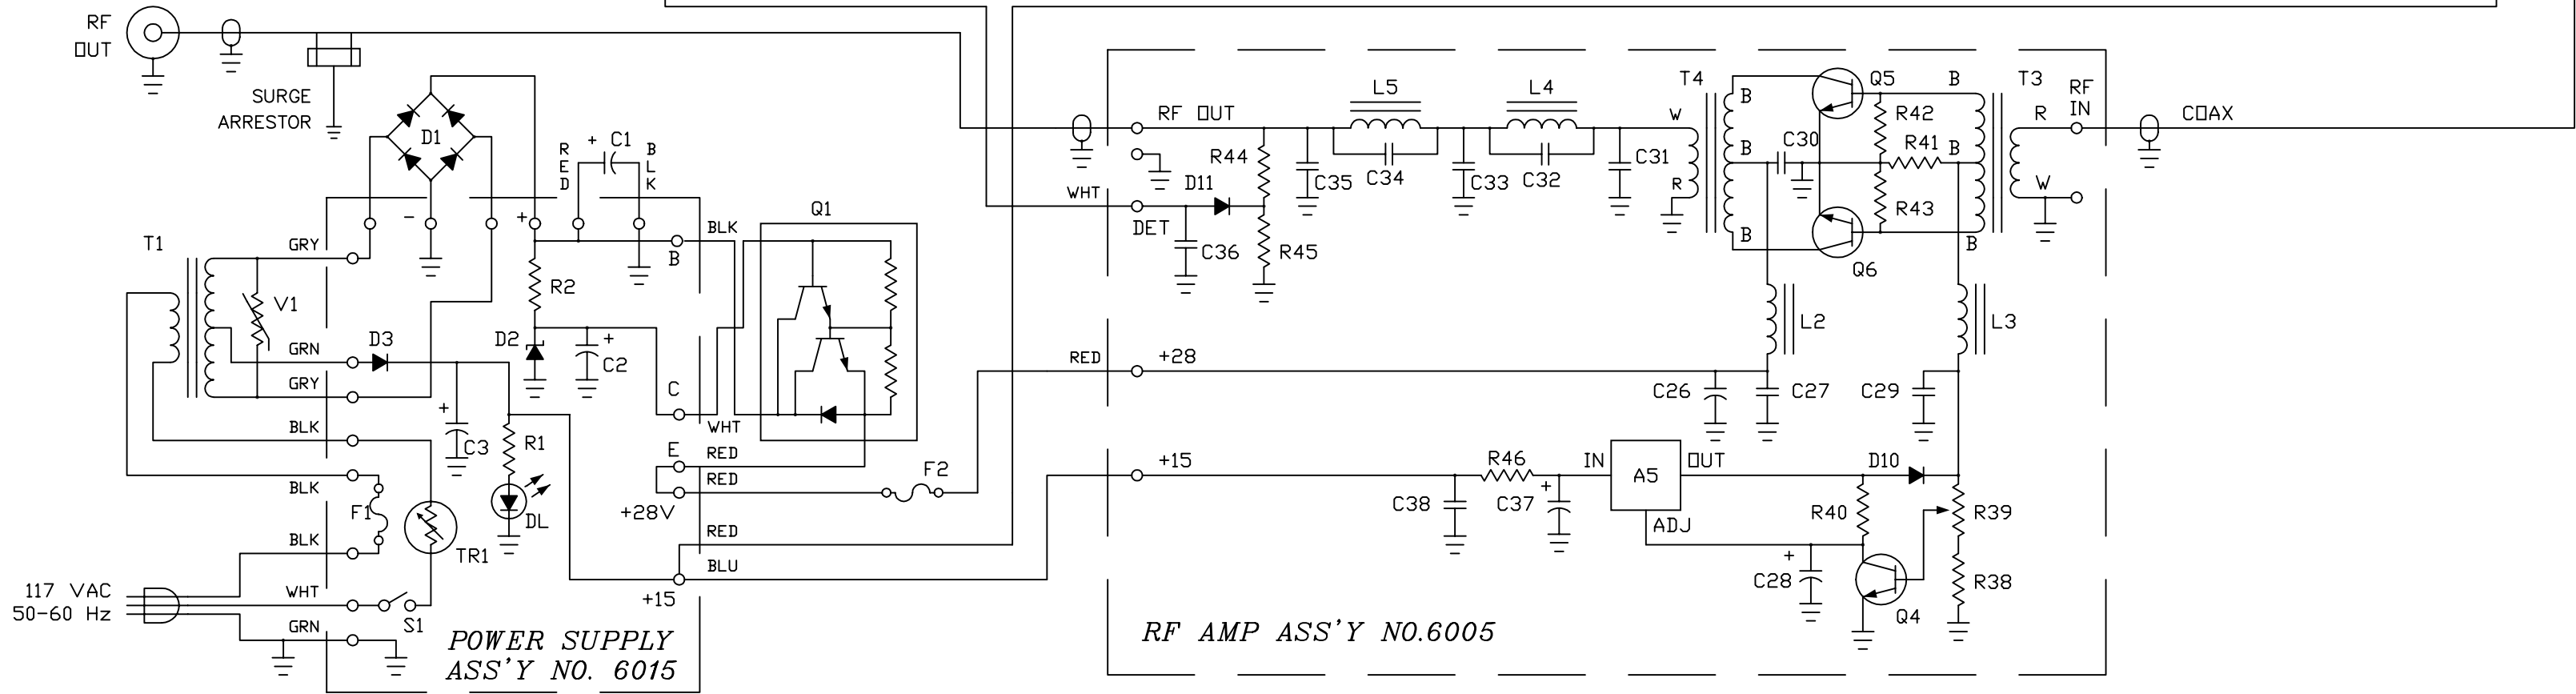 RF
OUT
SURGE
ARRESTOR
D1
+ C1
RED
BLK
-
+
T1
GRY
V1
GRN
D3
GRY
BLK
BLK
BLK
F1
117 VAC
50-60 Hz
WHT
S1
GRN
TR1
+
C3
R1
DL
R2
D2
+
C2
BLK
B
Q1
C
WHT
E
RED
RED
+28V
F2
RED
BLU
+15
POWER SUPPLY
ASS'Y NO. 6015
RF OUT
WHT
DET
D11
C36
R44
R45
C35
L5
C34
C33
L4
C32
C31
W
R
T4
B
B
B
C30
Q5
Q6
R42
R41
R43
B
B
B
T3
R
W
RF
IN
COAX
L2
L3
RED
+28
C26
C27
C29
+15
C38
R46
+
C37
IN
A5
OUT
ADJ
D10
R40
R39
+
C28
Q4
R38
RF AMP ASS'Y NO.6005